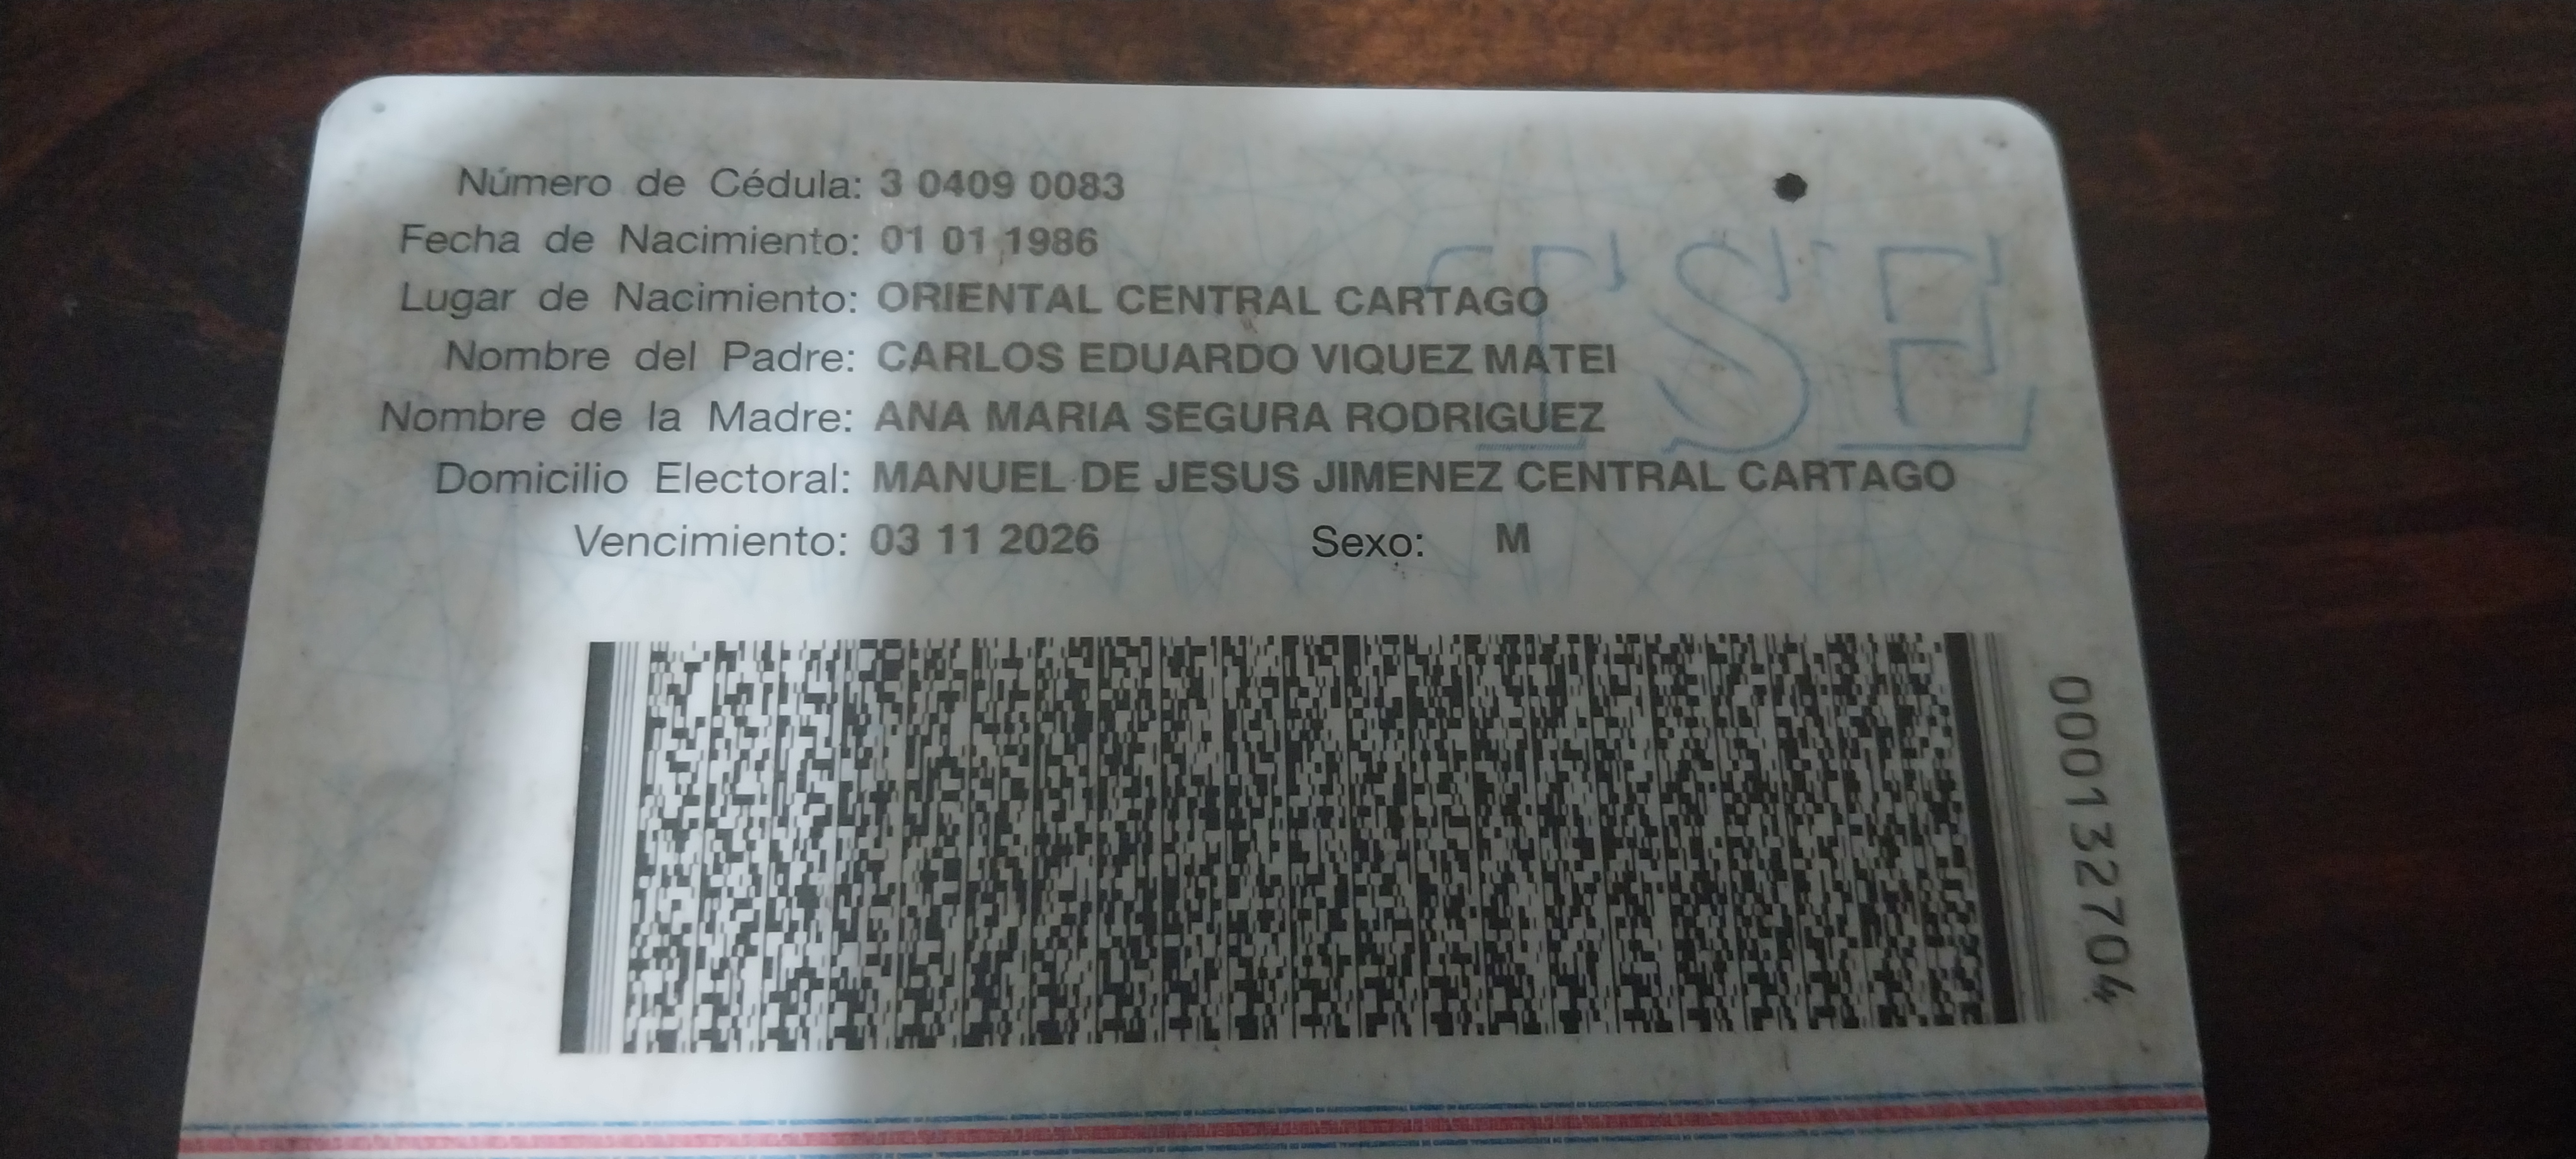 Número de Cédula: 3 0409 0083
Fecha de Nacimiento: 01 01 1986
Lugar de Nacimiento: ORIENTAL CENTRAL CARTAGO
Nombre del Padre: CARLOS EDUARDO VIQUEZ MATEI
Nombre de la Madre: ANA MARIA SEGURA RODRIGUEZ
Domicilio Electoral: MANUEL DE JESUS JIMENEZ CENTRAL CARTAGO
Vencimiento: 03 11 2026 Sexo: M
TSE
0001327704